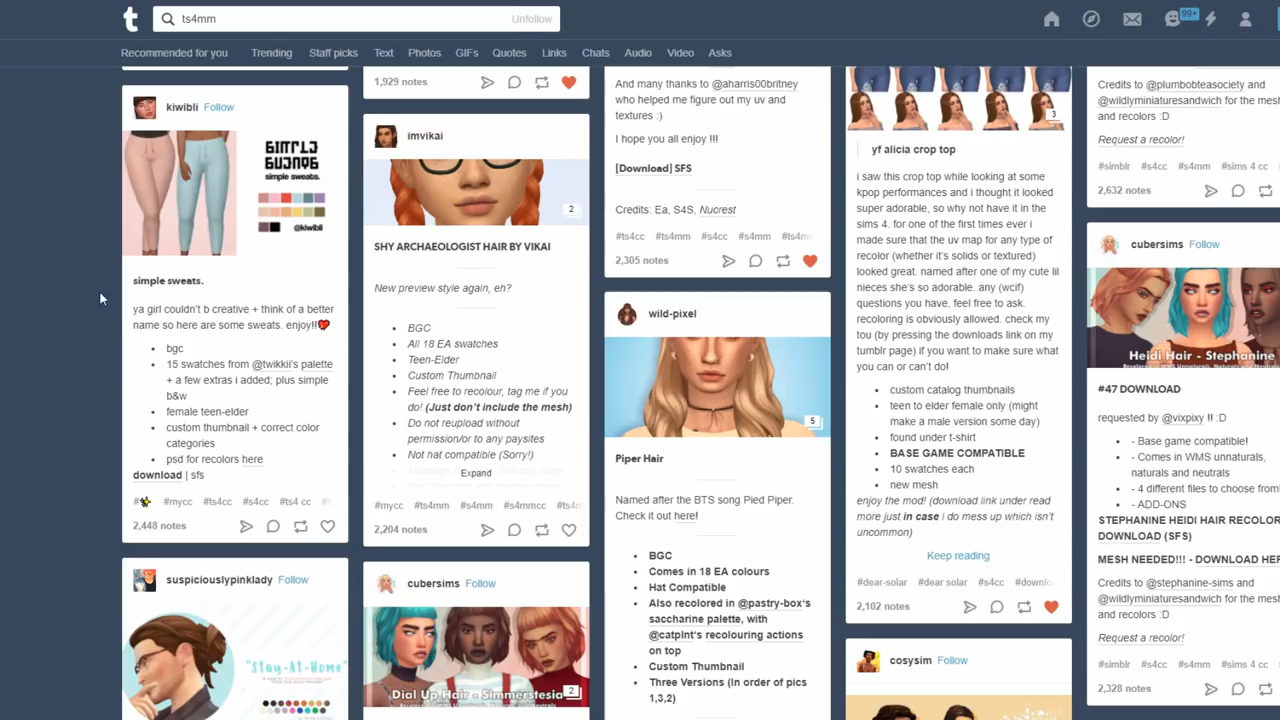 t
ts4mm
Unfollow
99+
Recommended for you
Trending
Staff picks
Text
Photos
GIFs
Quotes
Links
Chats
Audio
Video
Asks
kiwibli Follow
simple sweats.
@kiwibli
simple sweats.
ya girl couldn't b creative + think of a better
name so here are some sweats. enjoy!!
bgc
15 swatches from @twikkii's palette
+ a few extras i added; plus simple
b&w
female teen-elder
custom thumbnail + correct color
categories
psd for recolors here
download | sfs
# #mycc #ts4cc #s4cc #ts4 cc #
2,448 notes
suspiciouslypinklady Follow
"Stay-At-Home"
1,929 notes
imvikai
2
SHY ARCHAEOLOGIST HAIR BY VIKAI
New preview style again, eh?
BGC
All 18 EA swatches
Teen-Elder
Custom Thumbnail
Feel free to recolour, tag me if you
do! (Just don't include the mesh)
Do not reupload without
permission/or to any paysites
Not hat compatible (Sorry!)
Expand
#mycc #ts4mm #s4mm #s4mmcc #ts4
2,204 notes
cubersims Follow
Dial Up Hair - Simmerstesia
2
And many thanks to @aharris00britney
who helped me figure out my uv and
textures :)
I hope you all enjoy !!!
[Download] SFS
Credits: Ea, S4S, Nucrest
#ts4cc #ts4mm #s4cc #s4mm #ts4mm
2,305 notes
wild-pixel
5
Piper Hair
Named after the BTS song Pied Piper.
Check it out here!
BGC
Comes in 18 EA colours
Hat Compatible
Also recolored in @pastry-box's
saccharine palette, with
@catplnt's recolouring actions
on top
Custom Thumbnail
Three Versions (In order of pics
1,3,2)
3
yf alicia crop top
i saw this crop top while looking at some
kpop performances and i thought it looked
super adorable, so why not have it in the
sims 4. for one of the first times ever i
made sure that the uv map for any type of
recolor (whether it's solids or textured)
looked great. named after one of my cute lil
nieces she's so adorable. any (wcif)
questions you have, feel free to ask.
recoloring is obviously allowed. check my
tou (by pressing the downloads link on my
tumblr page) if you want to make sure what
you can or can't do!
custom catalog thumbnails
teen to elder female only (might
make a male version some day)
found under t-shirt
BASE GAME COMPATIBLE
10 swatches each
new mesh
enjoy the mod! (download link under read
more just in case i do mess up which isn't
uncommon)
Keep reading
#dear-solar #dear solar #s4cc #downlo
2,102 notes
cosysim Follow
Credits to @plumbobteasociety and
@wildlyminiaturesandwich for the mesh
and recolors :D
Request a recolor!
#simblr #s4cc #s4mm #sims 4 cc
2,632 notes
cubersims Follow
Heidi Hair - Stephanine
#47 DOWNLOAD
requested by @vixpixy !! :D
- Base game compatible!
- Comes in WMS unnaturals,
naturals and neutrals
- 4 different files to choose from!
- ADD-ONS
STEPHANINE HEIDI HAIR RECOLOR
DOWNLOAD (SFS)
MESH NEEDED!!! - DOWNLOAD HER
Credits to @stephanine-sims and
@wildlyminiaturesandwich for the mesh
and recolors :D
Request a recolor!
#simblr #s4cc #s4mm #sims 4 cc
2,328 notes